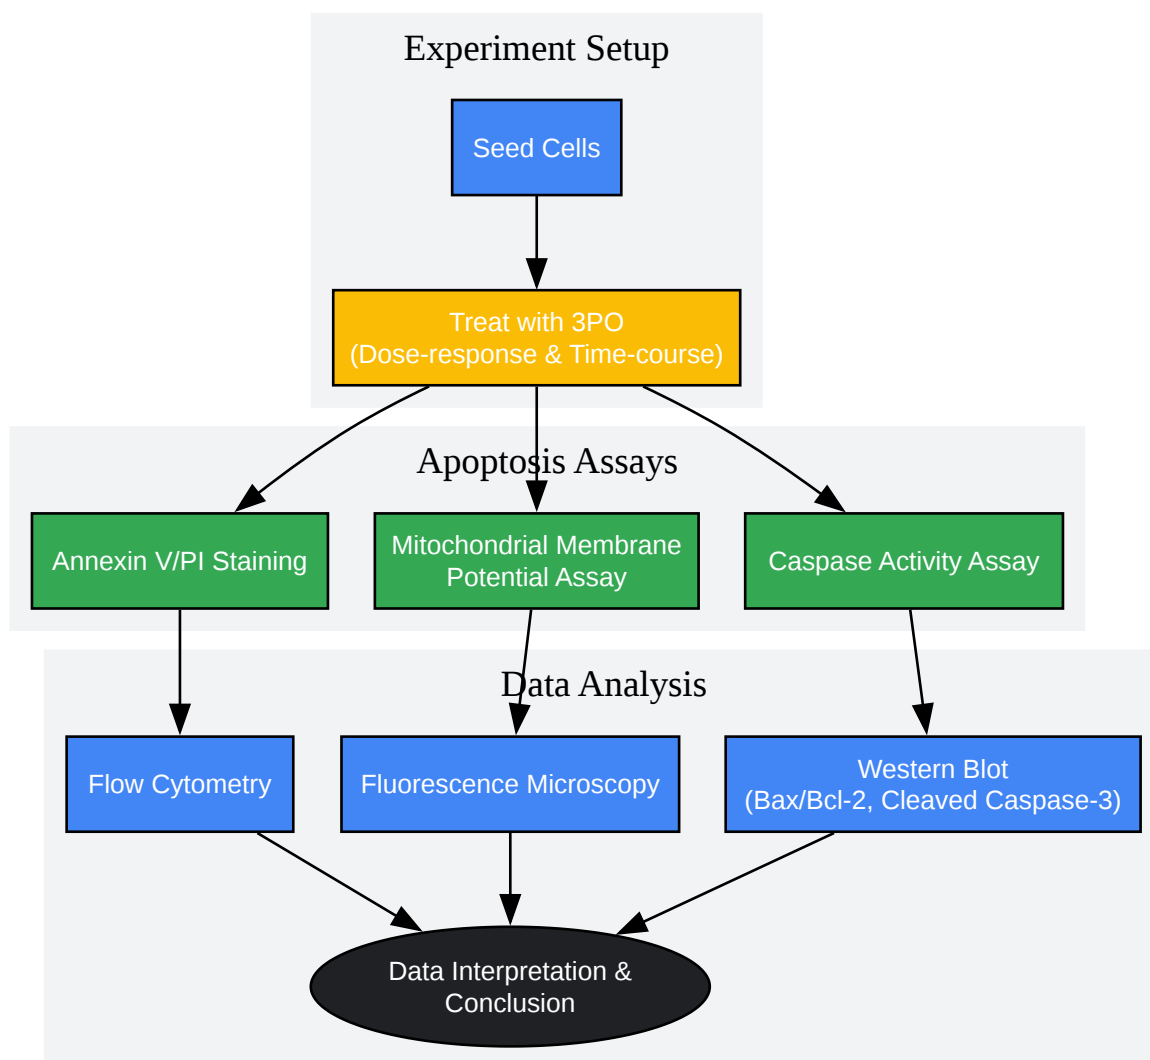 Experiment Setup
Seed Cells
Treat with 3PO
(Dose-response & Time-course)
Apoptosis Assays
Annexin V/PI Staining
Mitochondrial Membrane
Potential Assay
Caspase Activity Assay
Data Analysis
Flow Cytometry
Fluorescence Microscopy
Western Blot
(Bax/Bcl-2, Cleaved Caspase-3)
Data Interpretation &
Conclusion